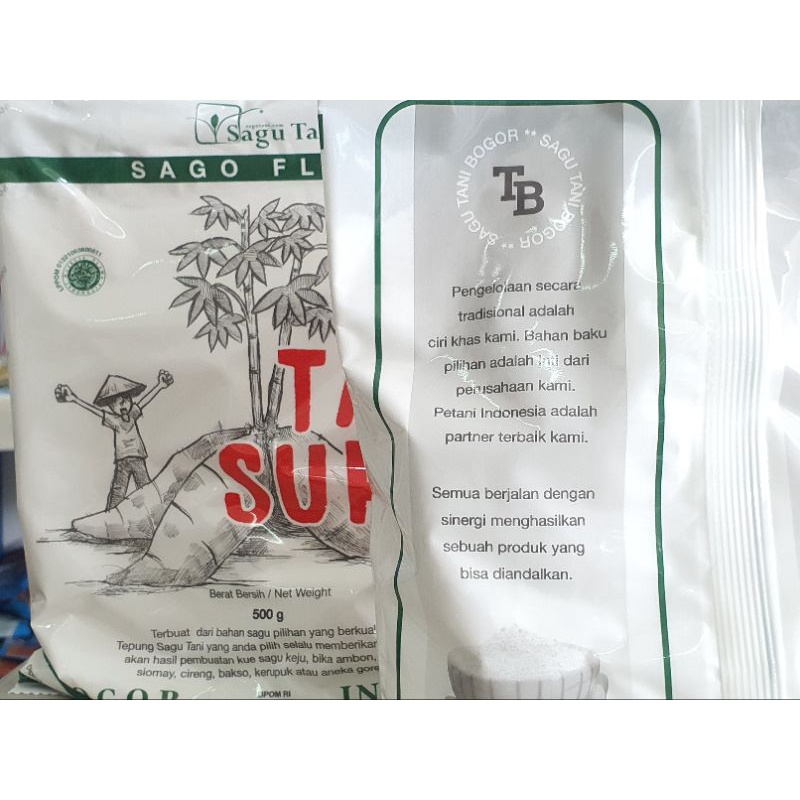 Sagu Ta
SAGO FL
TA
SU
Berat Bersih / Net Weight
500 g
Terbuat dari bahan sagu pilihan yang berkual
Tepung Sagu Tani yang anda pilih selalu memberikan
akan hasil pembuatan kue sagu keju, bika ambon,
siomay, cireng, bakso, kerupuk atau aneka gore
LIPOM RI
IN
SAGU TANI BOGOR ** SAGU TANI BOGOR **
TB
Pengelolaan secara
tradisional adalah
ciri khas kami. Bahan baku
pilihan adalah inti dari
perusahaan kami.
Petani Indonesia adalah
partner terbaik kami.
Semua berjalan dengan
sinergi menghasilkan
sebuah produk yang
bisa diandalkan.